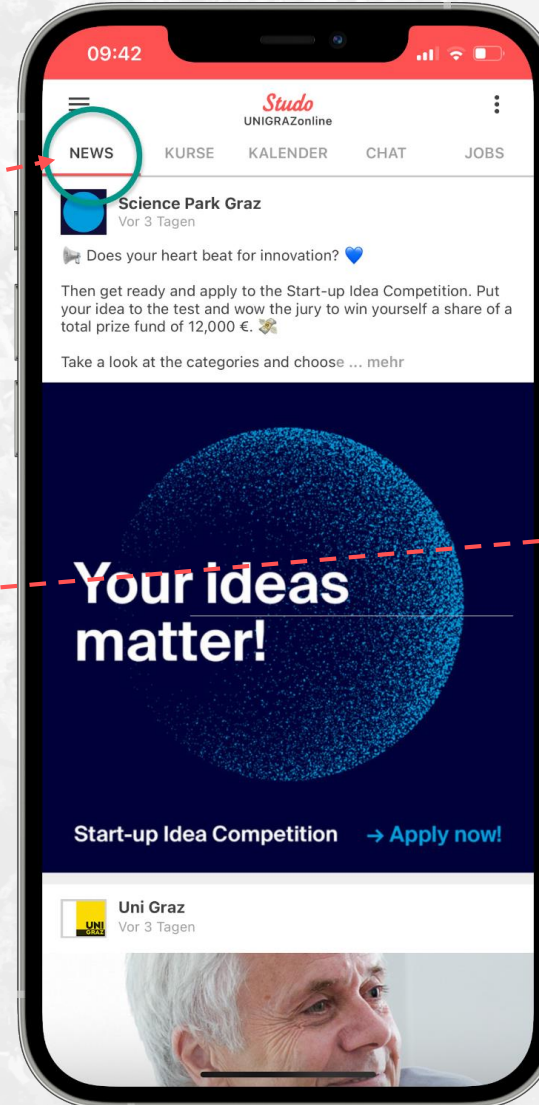 09:42
Studo
UNIGRAZonline
NEWS KURSE KALENDER CHAT JOBS
Science Park Graz
Vor 3 Tagen
📢 Does your heart beat for innovation? 💙
Then get ready and apply to the Start-up Idea Competition. Put
your idea to the test and wow the jury to win yourself a share of a
total prize fund of 12,000 €. 💸
Take a look at the categories and choose ... mehr
Your ideas
matter!
Start-up Idea Competition → Apply now!
UNI
GRAZ
Uni Graz
Vor 3 Tagen